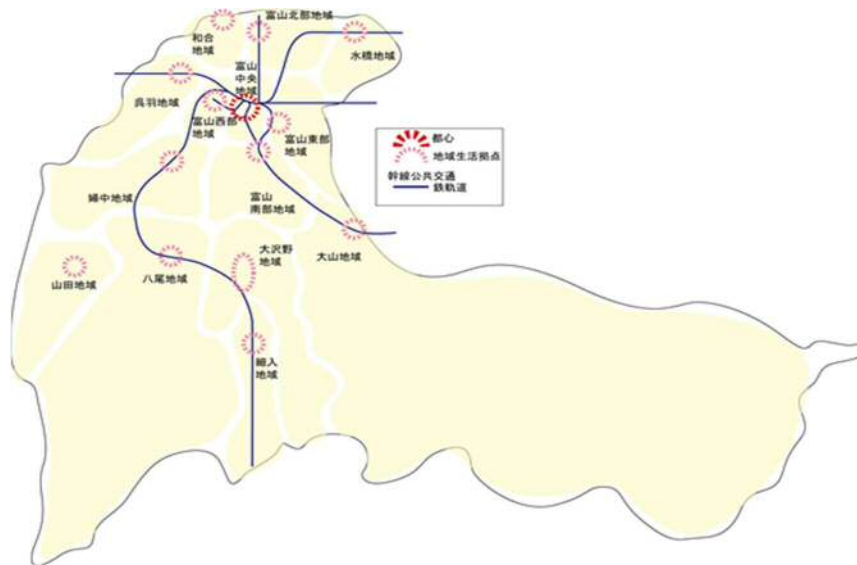 富山北部地域
和合
地域
水橋地域
富山
中央
地域
呉羽地域
富山西部
地域
富山東部
地域
都心
地域生活拠点
幹線公共交通
鉄軌道
婦中地域
富山
南部地域
大沢野
地域
大山地域
山田地域
八尾地域
細入
地域